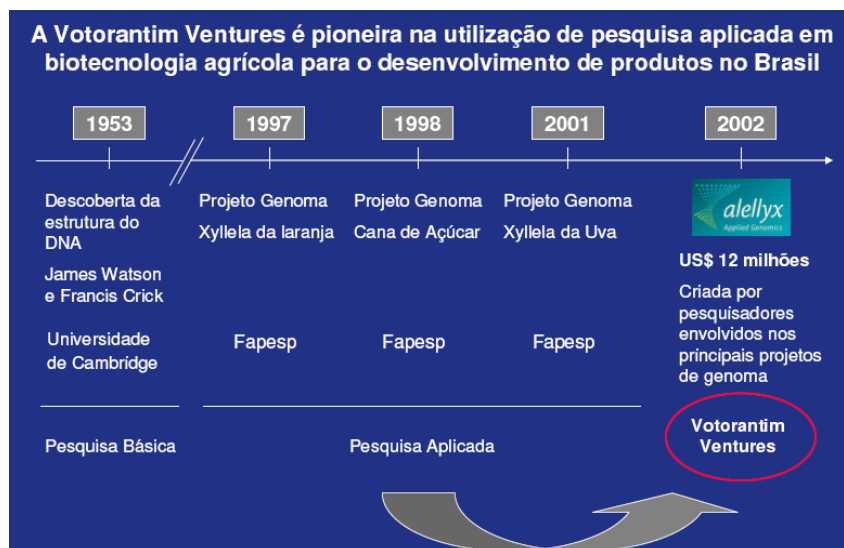 A Votorantim Ventures é pioneira na utilização de pesquisa aplicada em
biotecnologia agrícola para o desenvolvimento de produtos no Brasil
1953
1997
1998
2001
2002
Descoberta da
estrutura do
DNA
James Watson
e Francis Crick
Universidade
de Cambridge
Projeto Genoma
Xyllela da laranja
Fapesp
Projeto Genoma
Cana de Açúcar
Fapesp
Projeto Genoma
Xyllela da Uva
Fapesp
alellyx
Applied Genomics
US$ 12 milhões
Criada por
pesquisadores
envolvidos nos
principais projetos
de genoma
Pesquisa Básica
Pesquisa Aplicada
Votorantim
Ventures